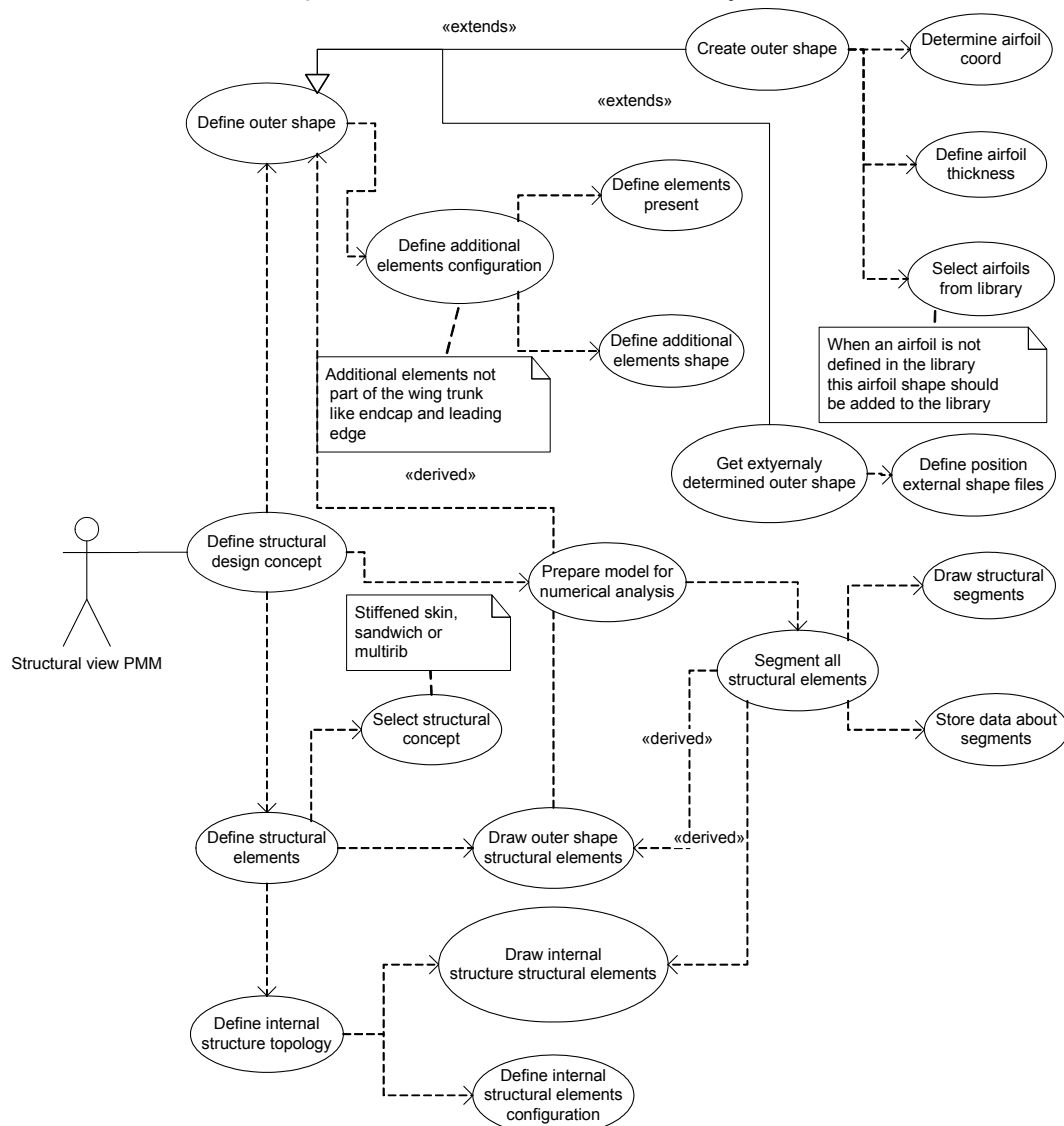 «extends»
Create outer shape
Determine airfoil
coord
«extends»
Define outer shape
Define airfoil
thickness
Define elements
present
Define additional
elements configuration
Select airfoils
from library
Define additional
elements shape
When an airfoil is not
defined in the library
this airfoil shape should
be added to the library
Additional elements not
part of the wing trunk
like endcap and leading
edge
«derived»
Get extyernaly
determined outer shape
Define position
external shape files
Define structural
design concept
Prepare model for
numerical analysis
Draw structural
segments
Stiffened skin,
sandwich or
multirib
Structural view PMM
Segment all
structural elements
Select structural
concept
Store data about
segments
«derived»
«derived»
Define structural
elements
Draw outer shape
structural elements
Draw internal
structure structural elements
Define internal
structure topology
Define internal
structural elements
configuration